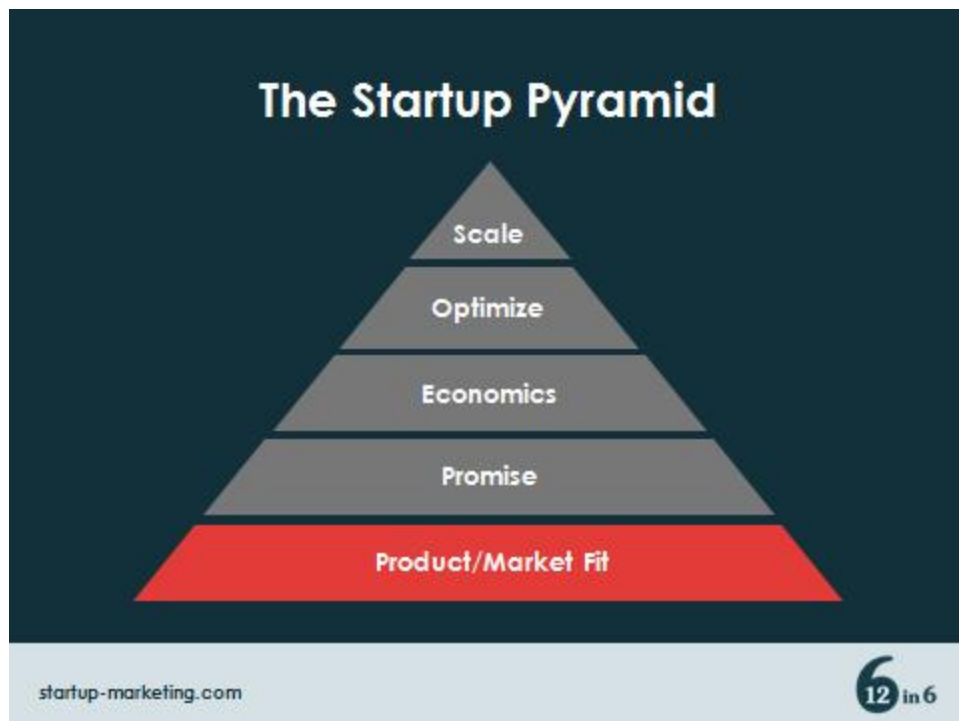 The Startup Pyramid
Scale
Optimize
Economics
Promise
Product/Market Fit
startup-marketing.com
6
12 in 6